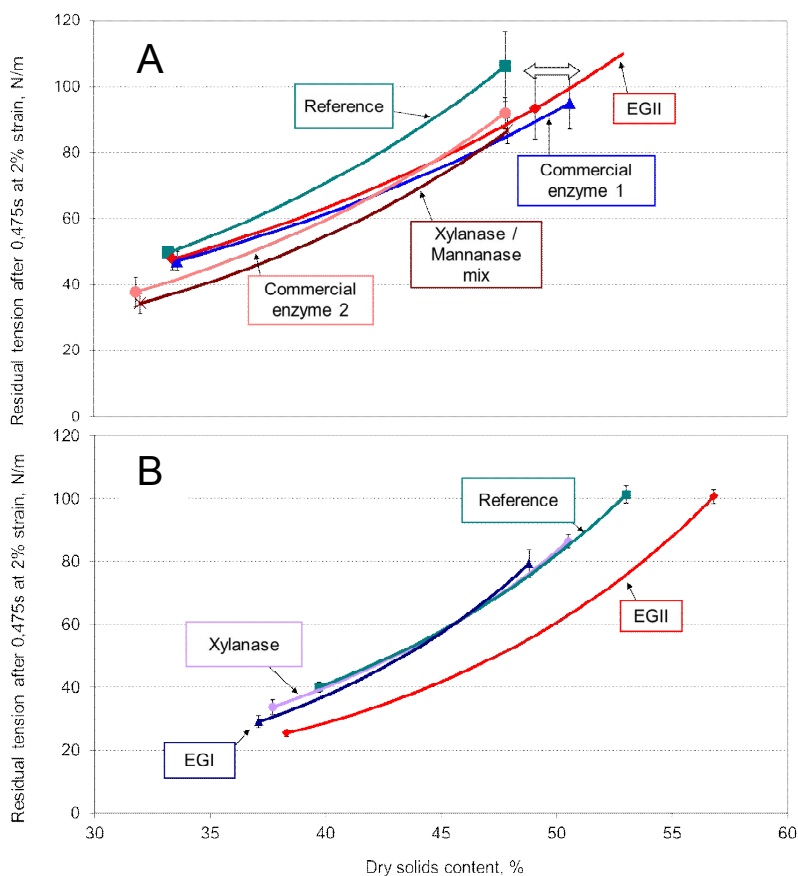 Residual tension after 0,475s at 2% strain, N/m
120
100
80
60
40
20
0
A
Reference
EGII
Commercial
enzyme 1
Xylanase /
Mannanase
mix
Commercial
enzyme 2
Residual tension after 0,475s at 2% strain, N/m
120
100
80
60
40
20
0
B
Reference
EGII
Xylanase
EGI
30
35
40
45
50
55
60
Dry solids content, %